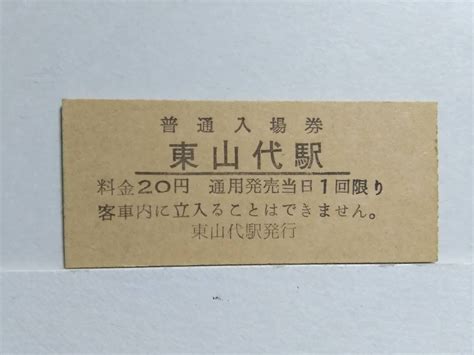 普通入場券
東山代駅
料金20円 通用発売当日1回限り
客車内に立入ることはできません。
東山代駅発行